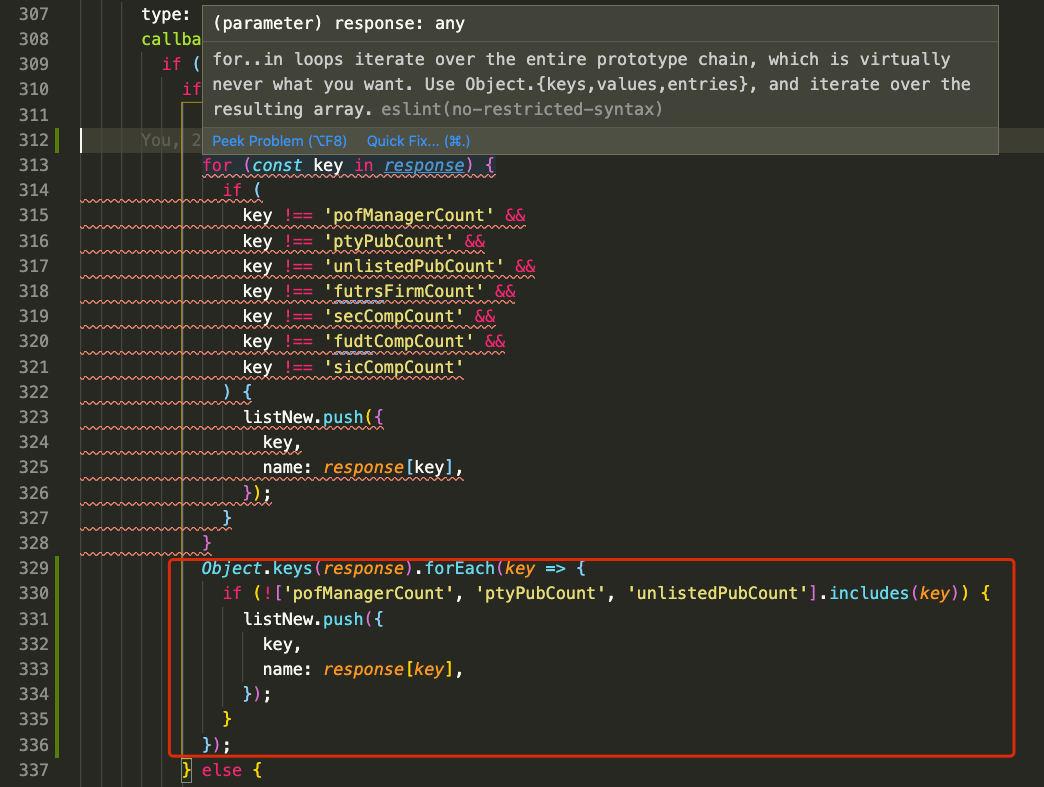 307 type: (parameter) response: any
308 callba
for..in loops iterate over the entire prototype chain, which is virtually
309 if (
never what you want. Use Object.{keys,values,entries}, and iterate over the
310 if
resulting array. eslint(no-restricted-syntax)
311
312 You, 2 Peek Problem (⌥F8) Quick Fix... (⌘.)
313 for (const key in response) {
314 if (
315 key !== 'pofManagerCount' &&
316 key !== 'ptyPubCount' &&
317 key !== 'unlistedPubCount' &&
318 key !== 'futrsFirmCount' &&
319 key !== 'secCompCount' &&
320 key !== 'fudtCompCount' &&
321 key !== 'sicCompCount'
322 ) {
323 listNew.push({
324 key,
325 name: response[key],
326 });
327 }
328 }
329 Object.keys(response).forEach(key => {
330 if (!['pofManagerCount', 'ptyPubCount', 'unlistedPubCount'].includes(key)) {
331 listNew.push({
332 key,
333 name: response[key],
334 });
335 }
336 });
337 } else {